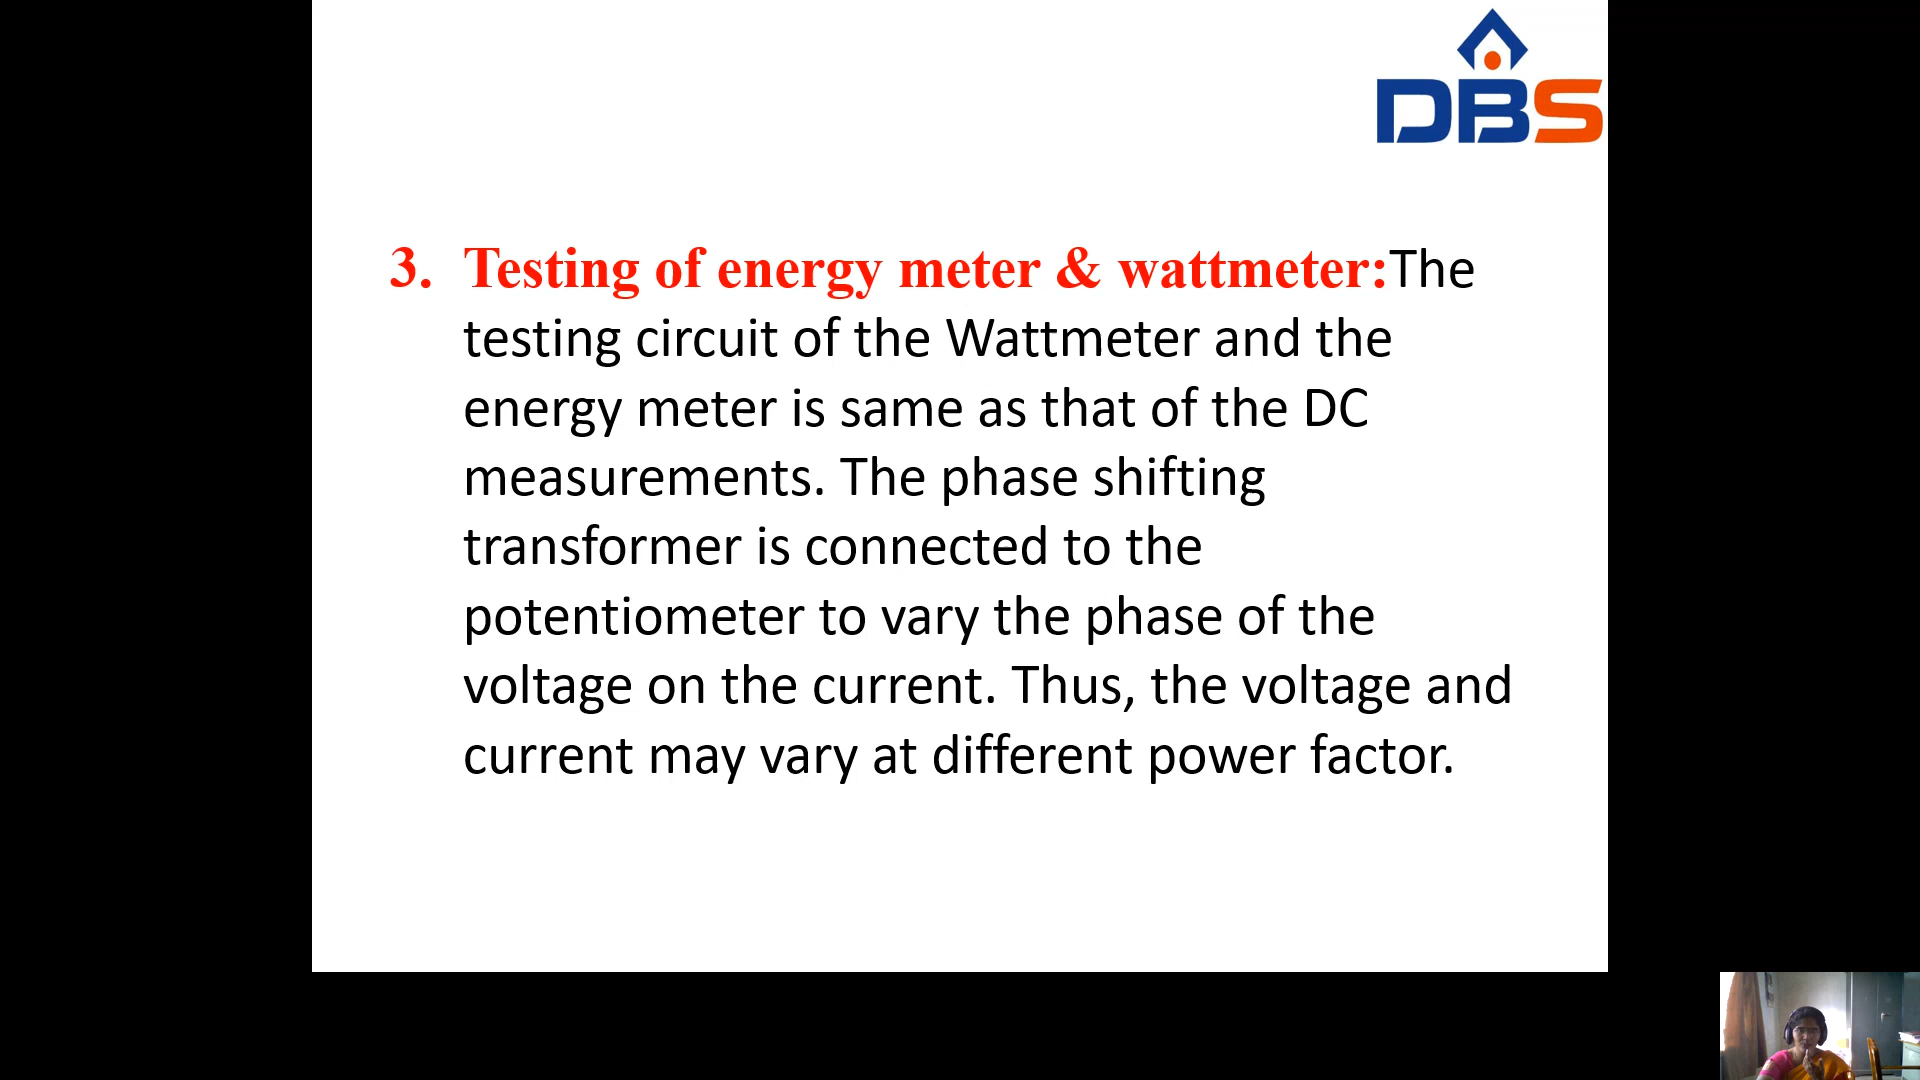 DBS
3. Testing of energy meter & wattmeter:The
testing circuit of the Wattmeter and the
energy meter is same as that of the DC
measurements. The phase shifting
transformer is connected to the
potentiometer to vary the phase of the
voltage on the current. Thus, the voltage and
current may vary at different power factor.